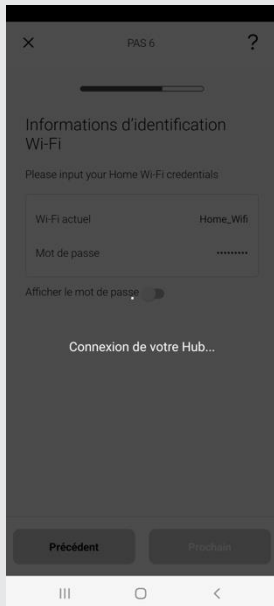 PAS 6
?
Informations d'identification
Wi-Fi
Please input your Home Wi-Fi credentials
Wi-Fi actuel Home_Wifi
Mot de passe ·········
Afficher le mot de passe
Connexion de votre Hub...
Précédent Prochain